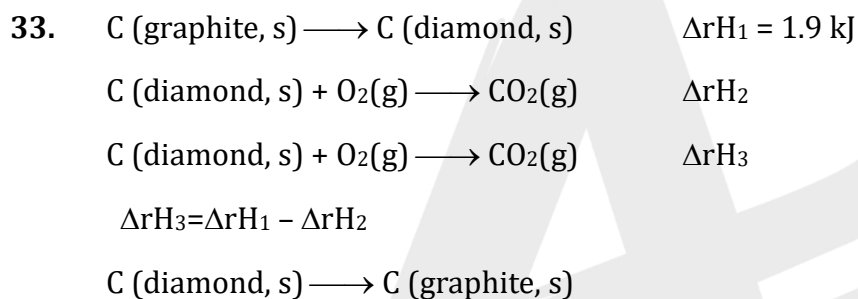 33. C (graphite, s) ⟶ C (diamond, s) ΔrH₁ = 1.9 kJ
C (diamond, s) + O₂(g) ⟶ CO₂(g) ΔrH₂
C (diamond, s) + O₂(g) ⟶ CO₂(g) ΔrH₃
ΔrH₃=ΔrH₁ – ΔrH₂
C (diamond, s) ⟶ C (graphite, s)